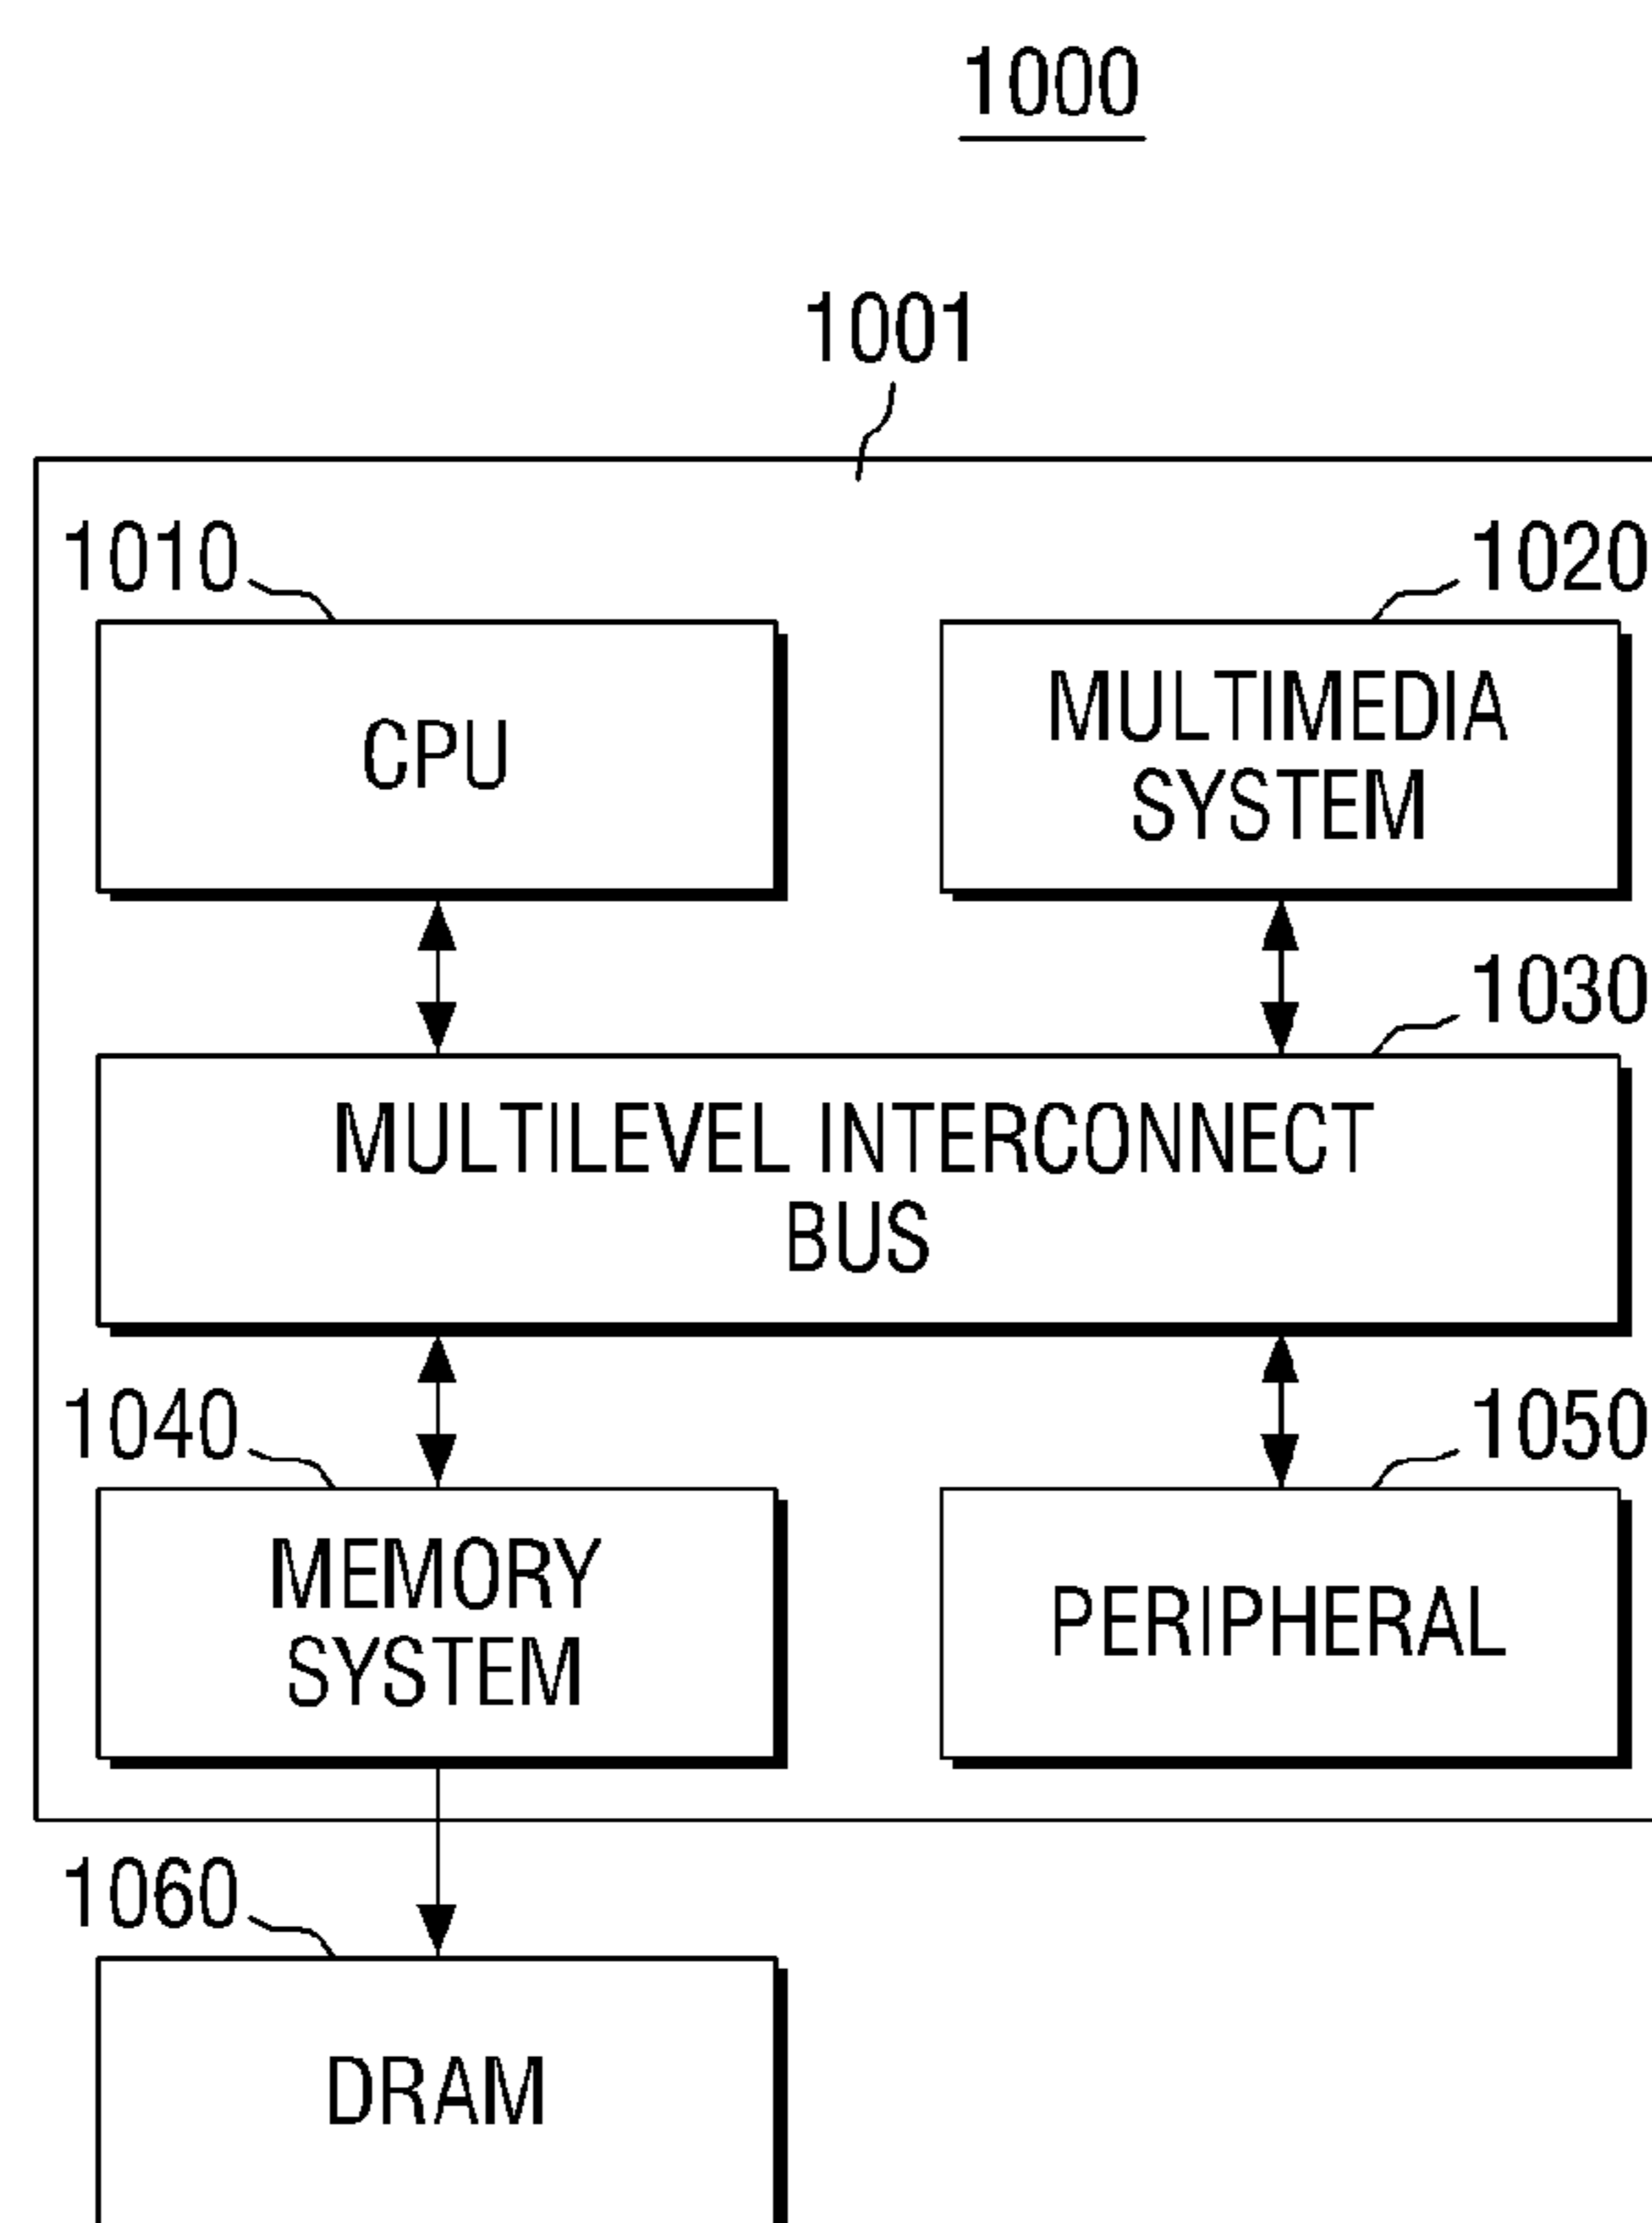 1000
1001
1010
1020
CPU
MULTIMEDIA
SYSTEM
1030
MULTILEVEL INTERCONNECT
BUS
1040
1050
MEMORY
SYSTEM
PERIPHERAL
1060
DRAM